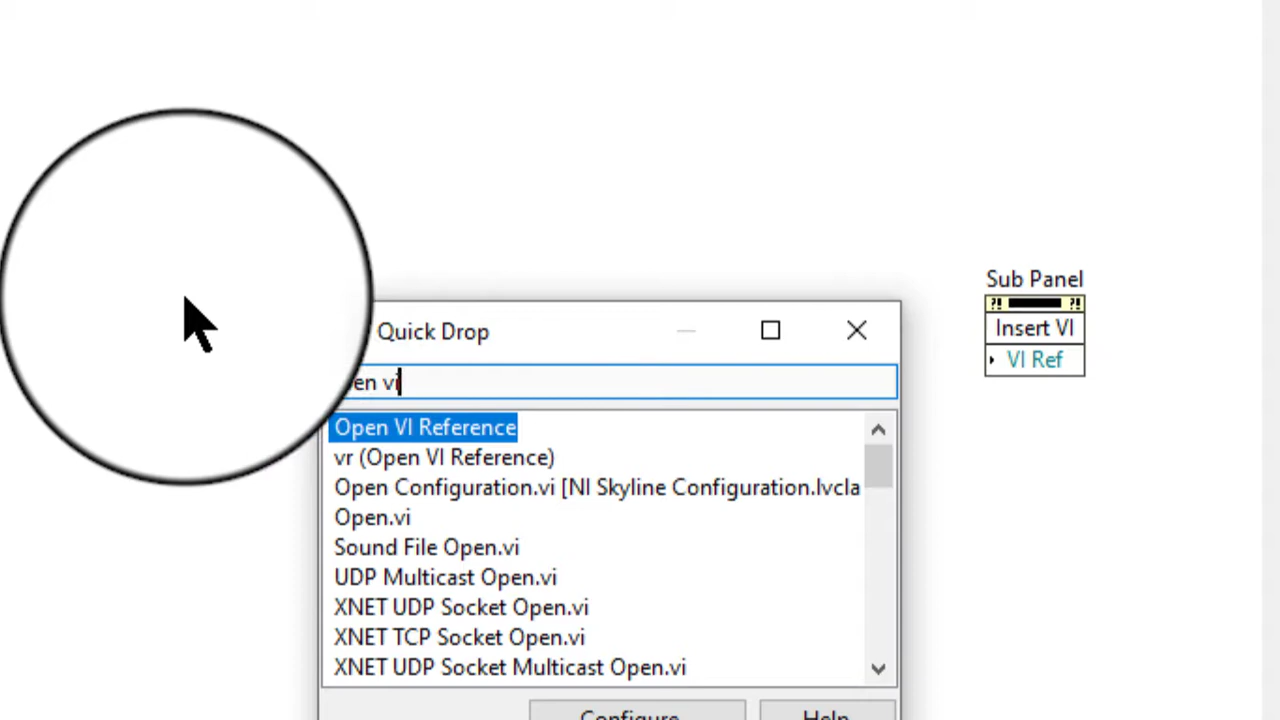 Sub Panel
?! ?!
Insert VI
VI Ref
Quick Drop
en vi
Open VI Reference
vr (Open VI Reference)
Open Configuration.vi [NI Skyline Configuration.lvcla
Open.vi
Sound File Open.vi
UDP Multicast Open.vi
XNET UDP Socket Open.vi
XNET TCP Socket Open.vi
XNET UDP Socket Multicast Open.vi
Configure... Help